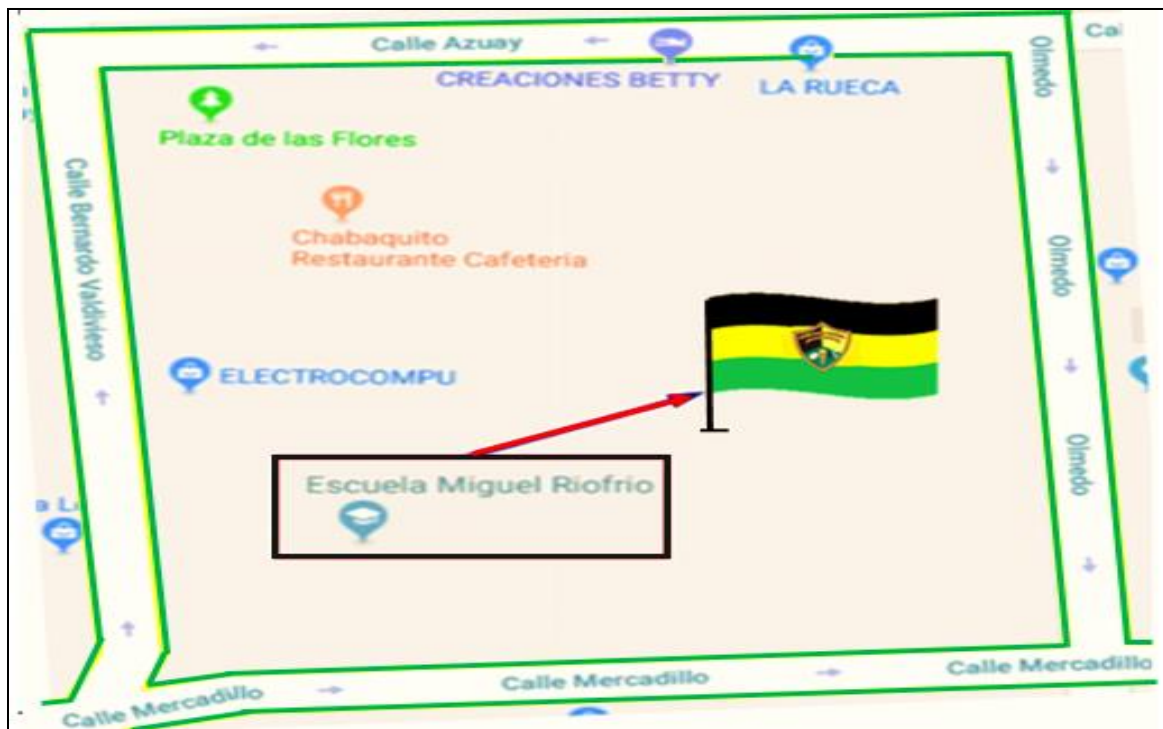 Calle Azuay
CREACIONES BETTY
LA RUECA
Olmedo
Plaza de las Flores
Calle Bernardo Valdivieso
Chabaquito
Restaurante Cafeteria
Olmedo
ELECTROCOMPU
Olmedo
Escuela Miguel Riofrio
Calle Mercadillo
Calle Mercadillo
Calle Mercadillo